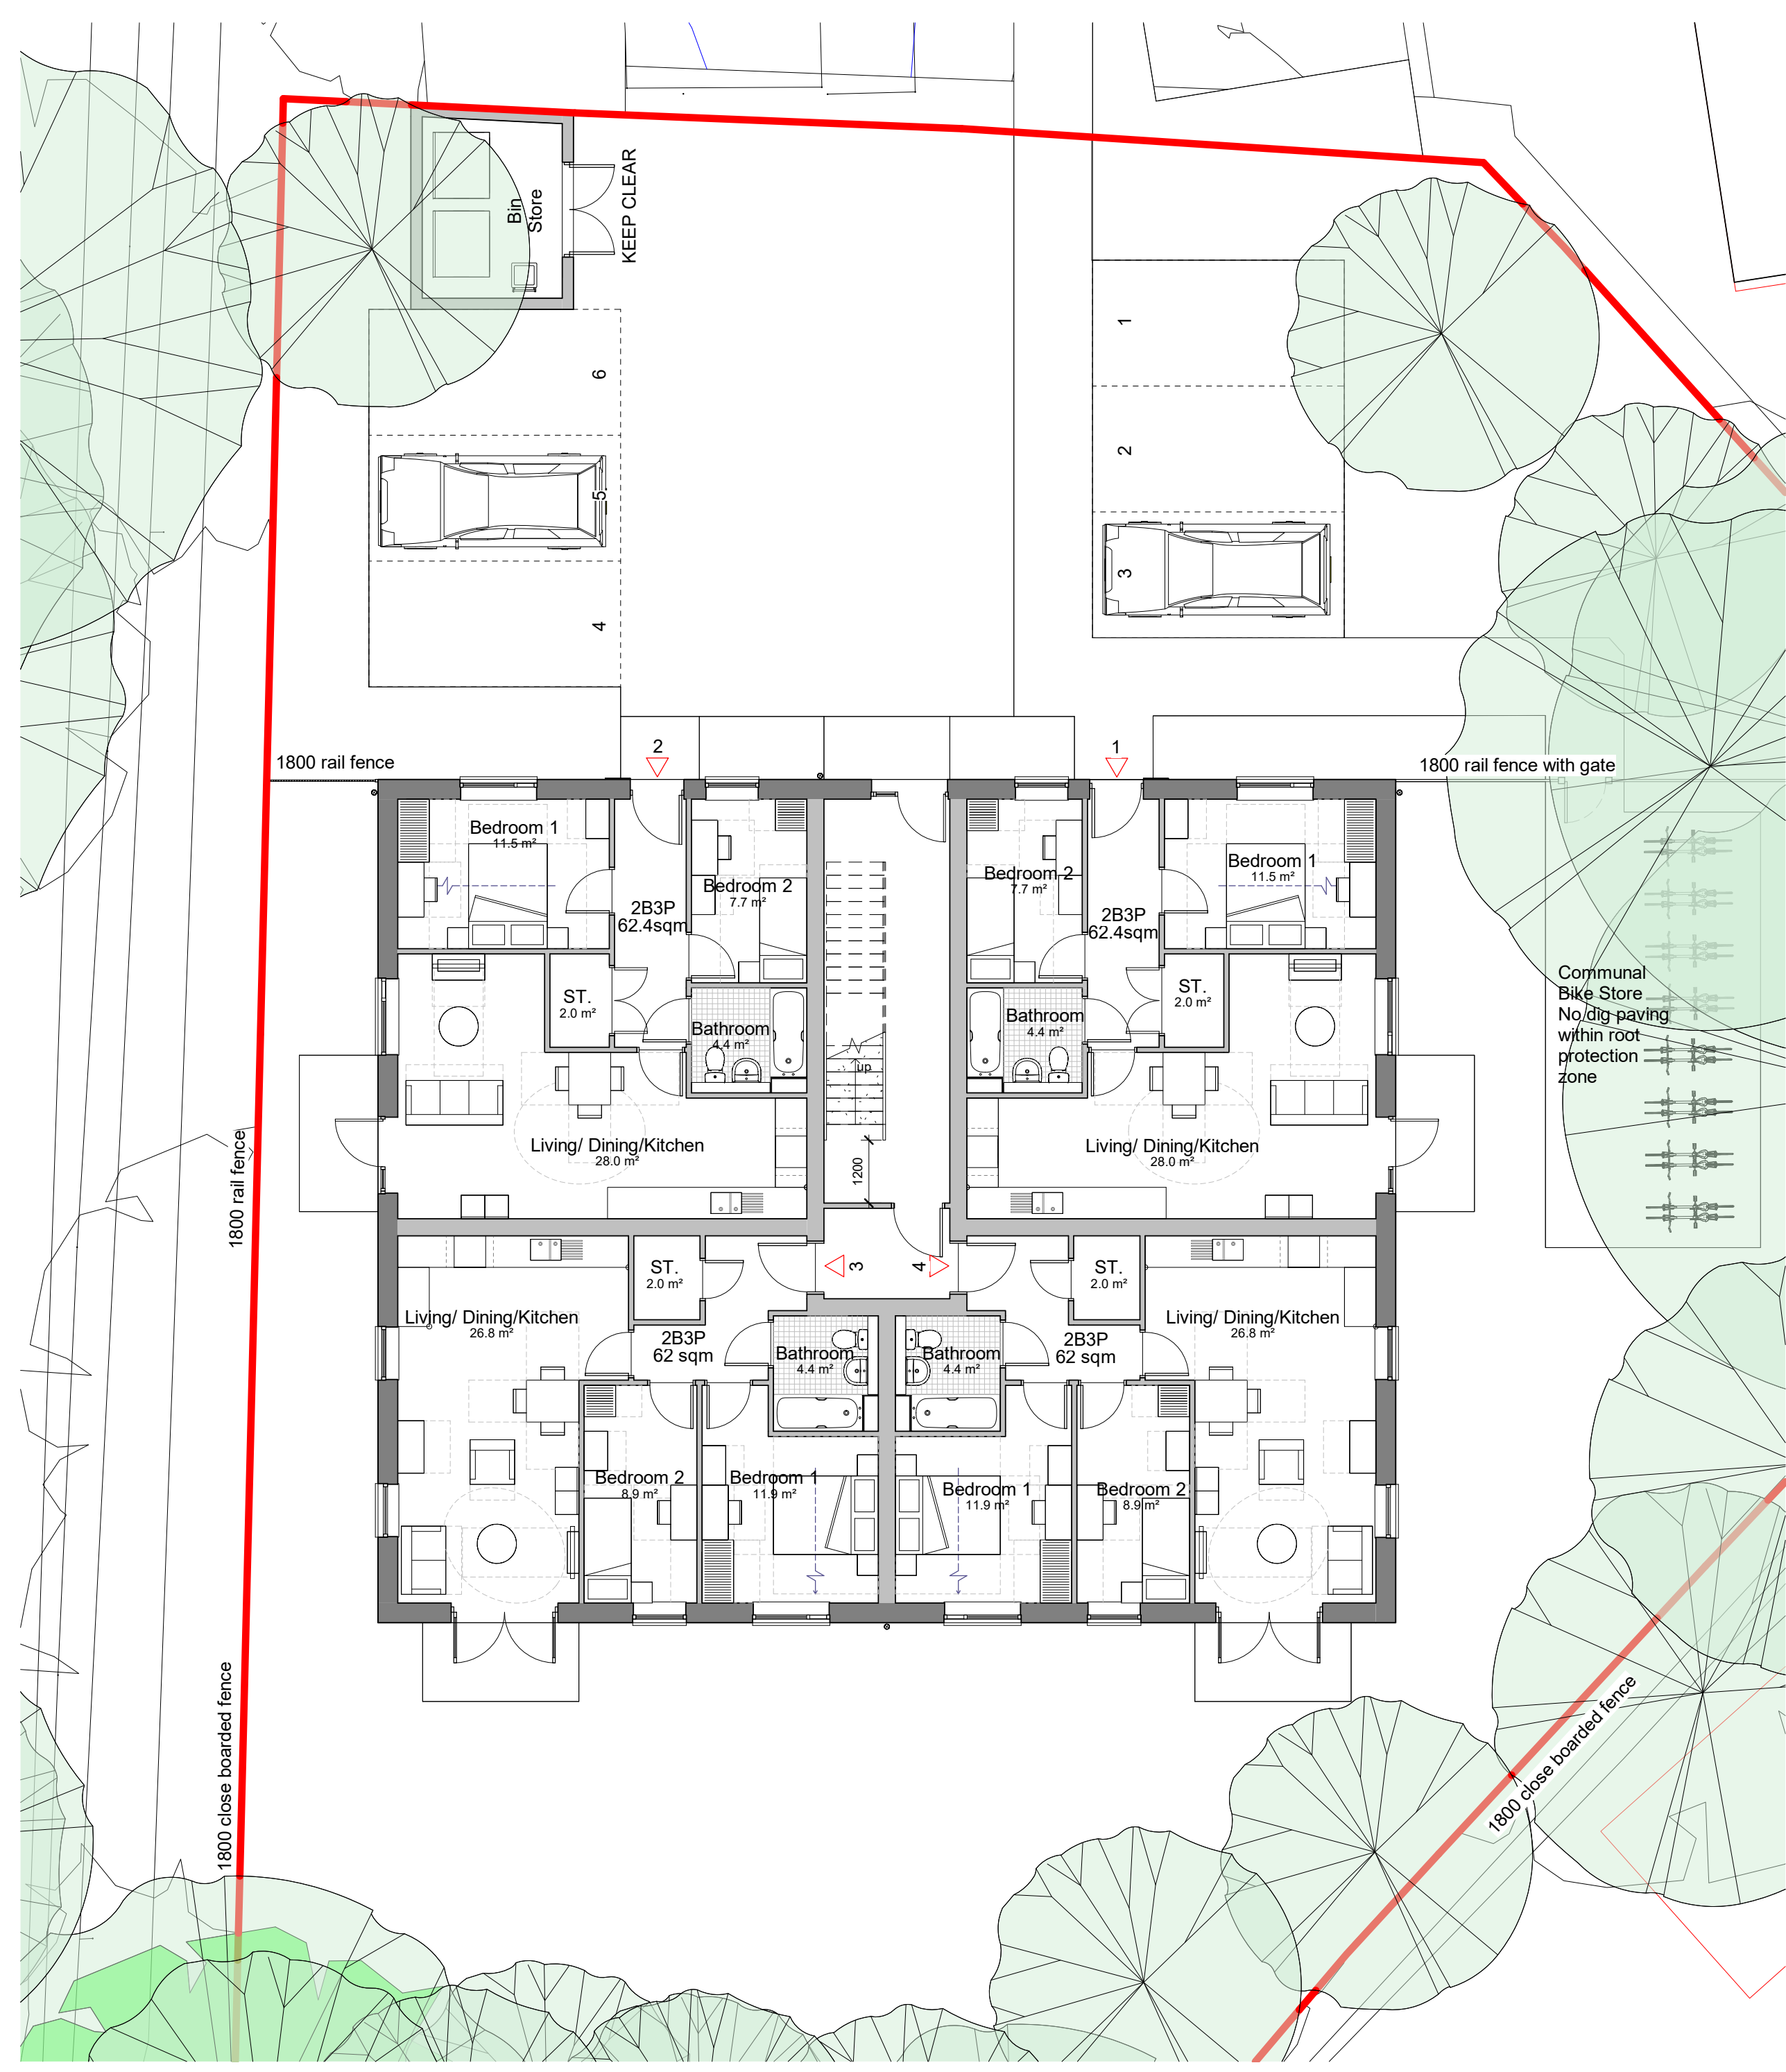 Bin
Store
KEEP CLEAR
1
6
2
5
3
4
1800 rail fence
2
1
1800 rail fence with gate
Bedroom 1
11.5 m²
Bedroom 2
7.7 m²
2B3P
62.4sqm
Bedroom 2
7.7 m²
2B3P
62.4sqm
Bedroom 1
11.5 m²
ST.
2.0 m²
Bathroom
4.4 m²
Bathroom
4.4 m²
ST.
2.0 m²
Communal
Bike Store
No dig paving
within root
protection
zone
up
1200
Living/ Dining/Kitchen
28.0 m²
Living/ Dining/Kitchen
28.0 m²
1800 rail fence
ST.
2.0 m²
3
4
ST.
2.0 m²
Living/ Dining/Kitchen
26.8 m²
2B3P
62 sqm
Bathroom
4.4 m²
Bathroom
4.4 m²
2B3P
62 sqm
Living/ Dining/Kitchen
26.8 m²
Bedroom 2
8.9 m²
Bedroom 1
11.9 m²
Bedroom 1
11.9 m²
Bedroom 2
8.9 m²
1800 close boarded fence
1800 close boarded fence